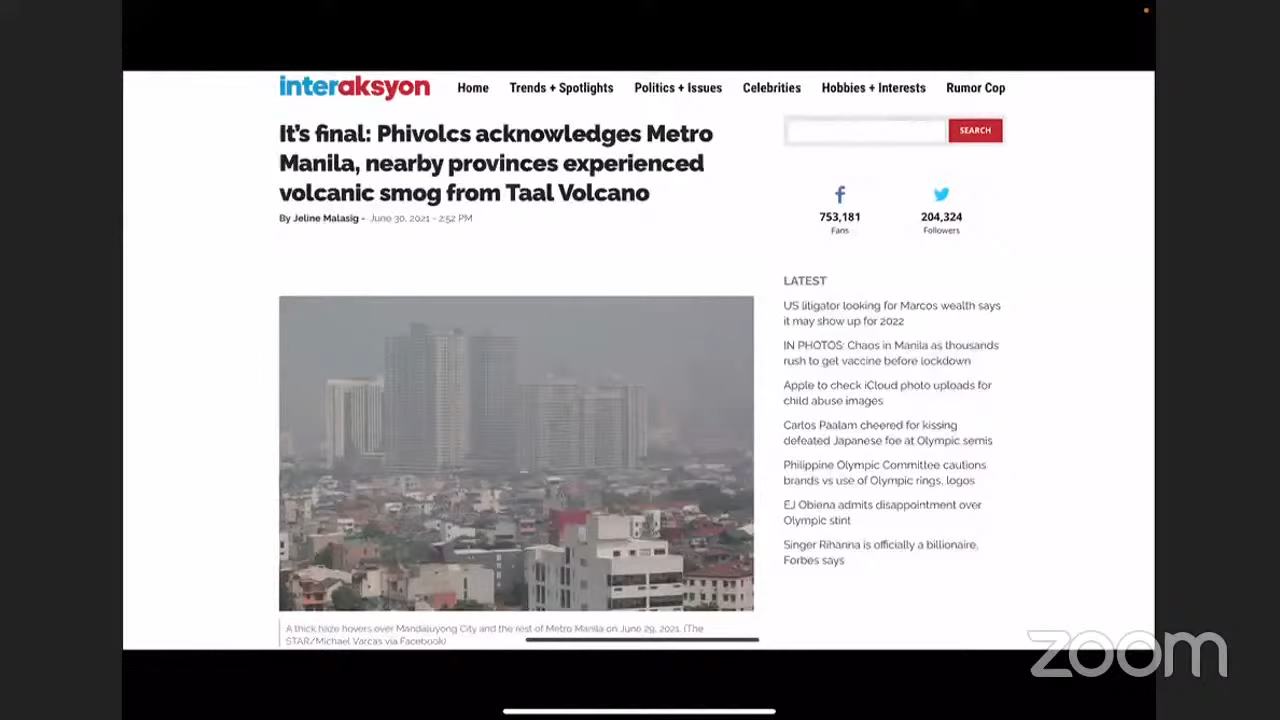 interaksyon
Home Trends + Spotlights Politics + Issues Celebrities Hobbies + Interests Rumor Cop
It's final: Phivolcs acknowledges Metro
Manila, nearby provinces experienced
volcanic smog from Taal Volcano
By Jeline Malasig - June 30, 2021 - 2:52 PM
A thick haze hovers over Mandaluyong City and the rest of Metro Manila on June 29, 2021. (The
STAR/Michael Varcas via Facebook)
SEARCH
753,181
Fans
204,324
Followers
LATEST
US litigator looking for Marcos wealth says
it may show up for 2022
IN PHOTOS: Chaos in Manila as thousands
rush to get vaccine before lockdown
Apple to check iCloud photo uploads for
child abuse images
Carlos Paalam cheered for kissing
defeated Japanese foe at Olympic semis
Philippine Olympic Committee cautions
brands vs use of Olympic rings, logos
EJ Obiena admits disappointment over
Olympic stint
Singer Rihanna is officially a billionaire,
Forbes says
zoom